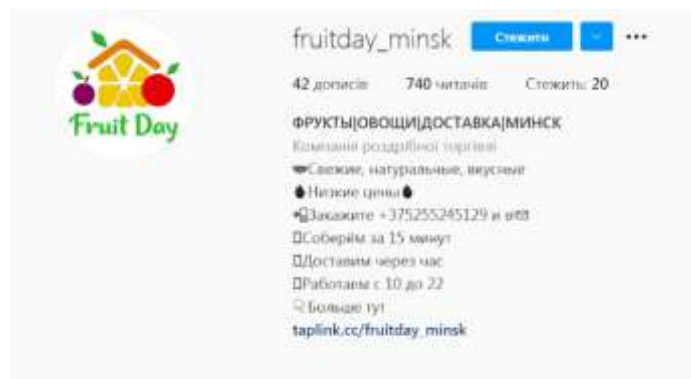 fruitday_minsk Стежити
42 дописів 740 читачів Стежить: 20
Fruit Day
ФРУКТЫ|ОВОЩИ|ДОСТАВКА|МИНСК
Компанія роздрібної торгівлі
Свежие, натуральные, вкусные
Низкие цены
Закажите +375255245129 и в
Соберём за 15 минут
Доставим через час
Работаем с 10 до 22
Больше тут
taplink.cc/fruitday_minsk